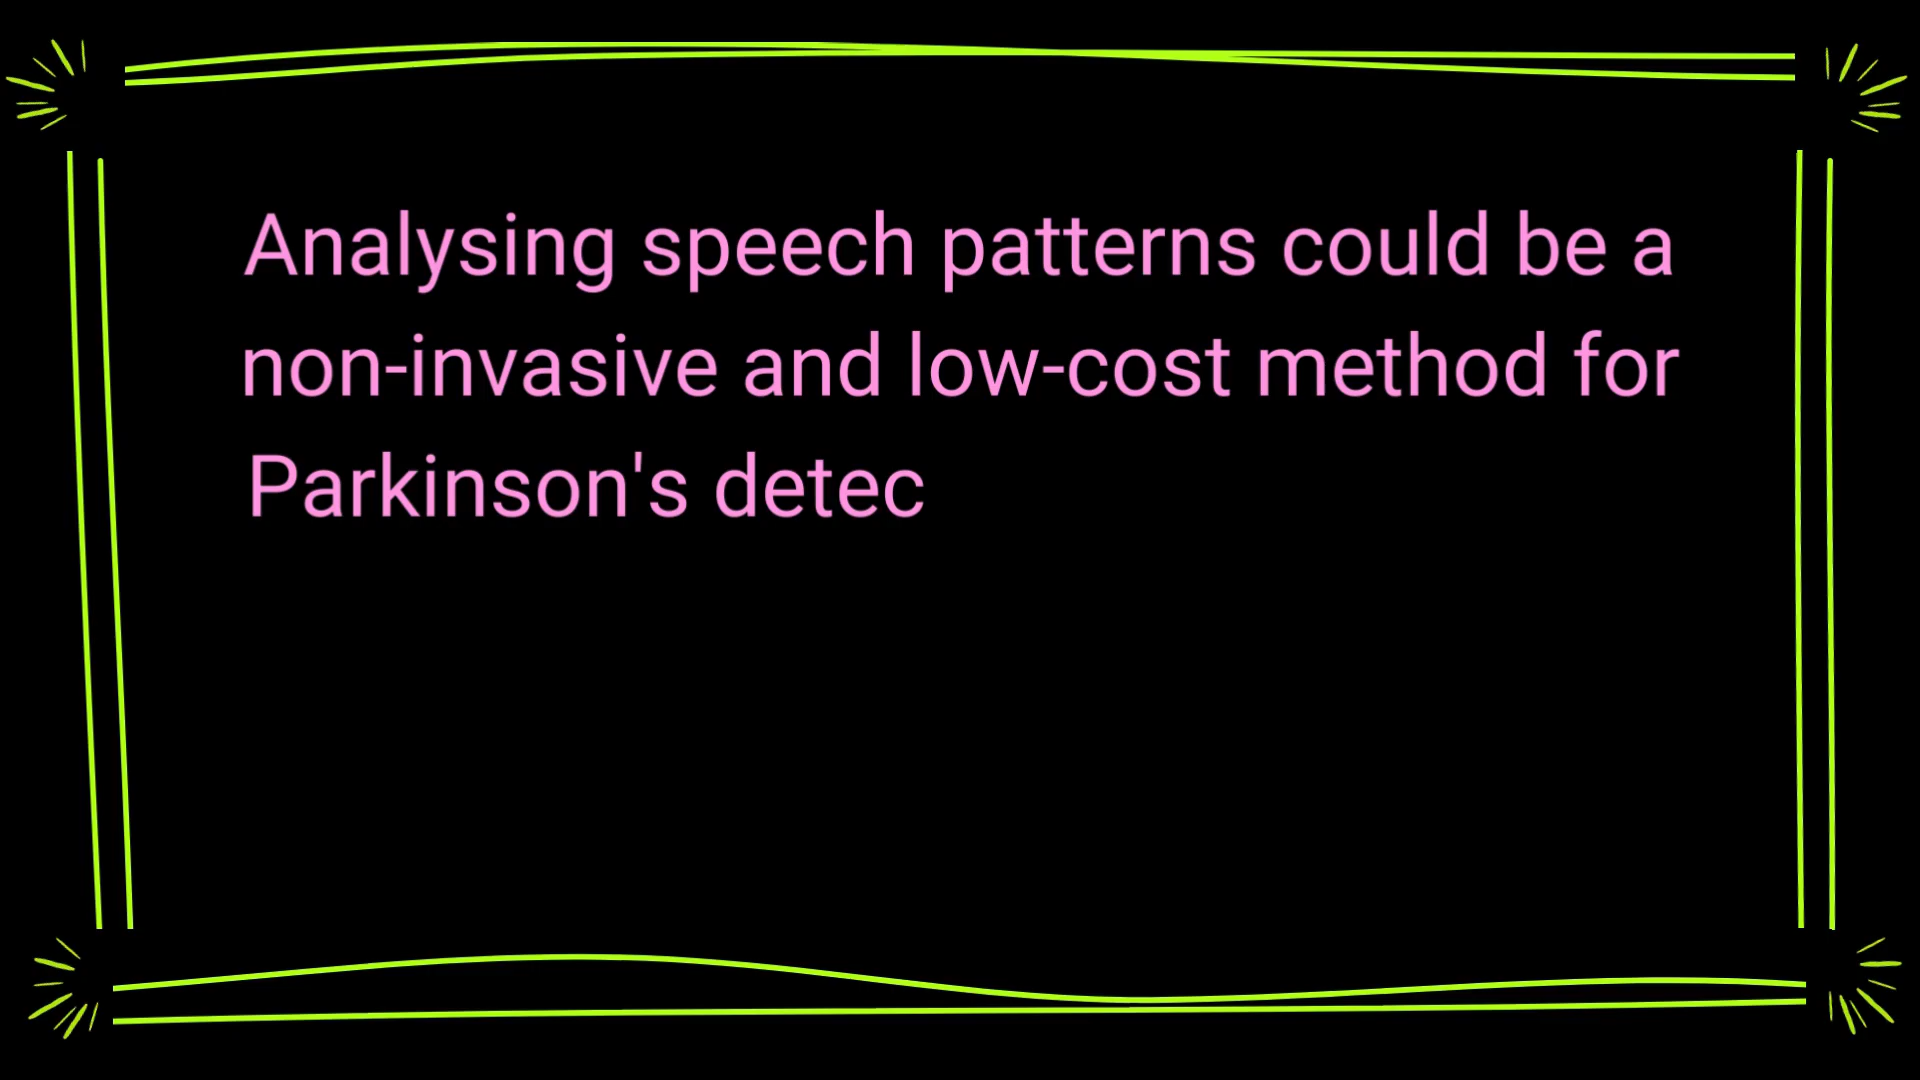 Analysing speech patterns could be a
non-invasive and low-cost method for
Parkinson's detec